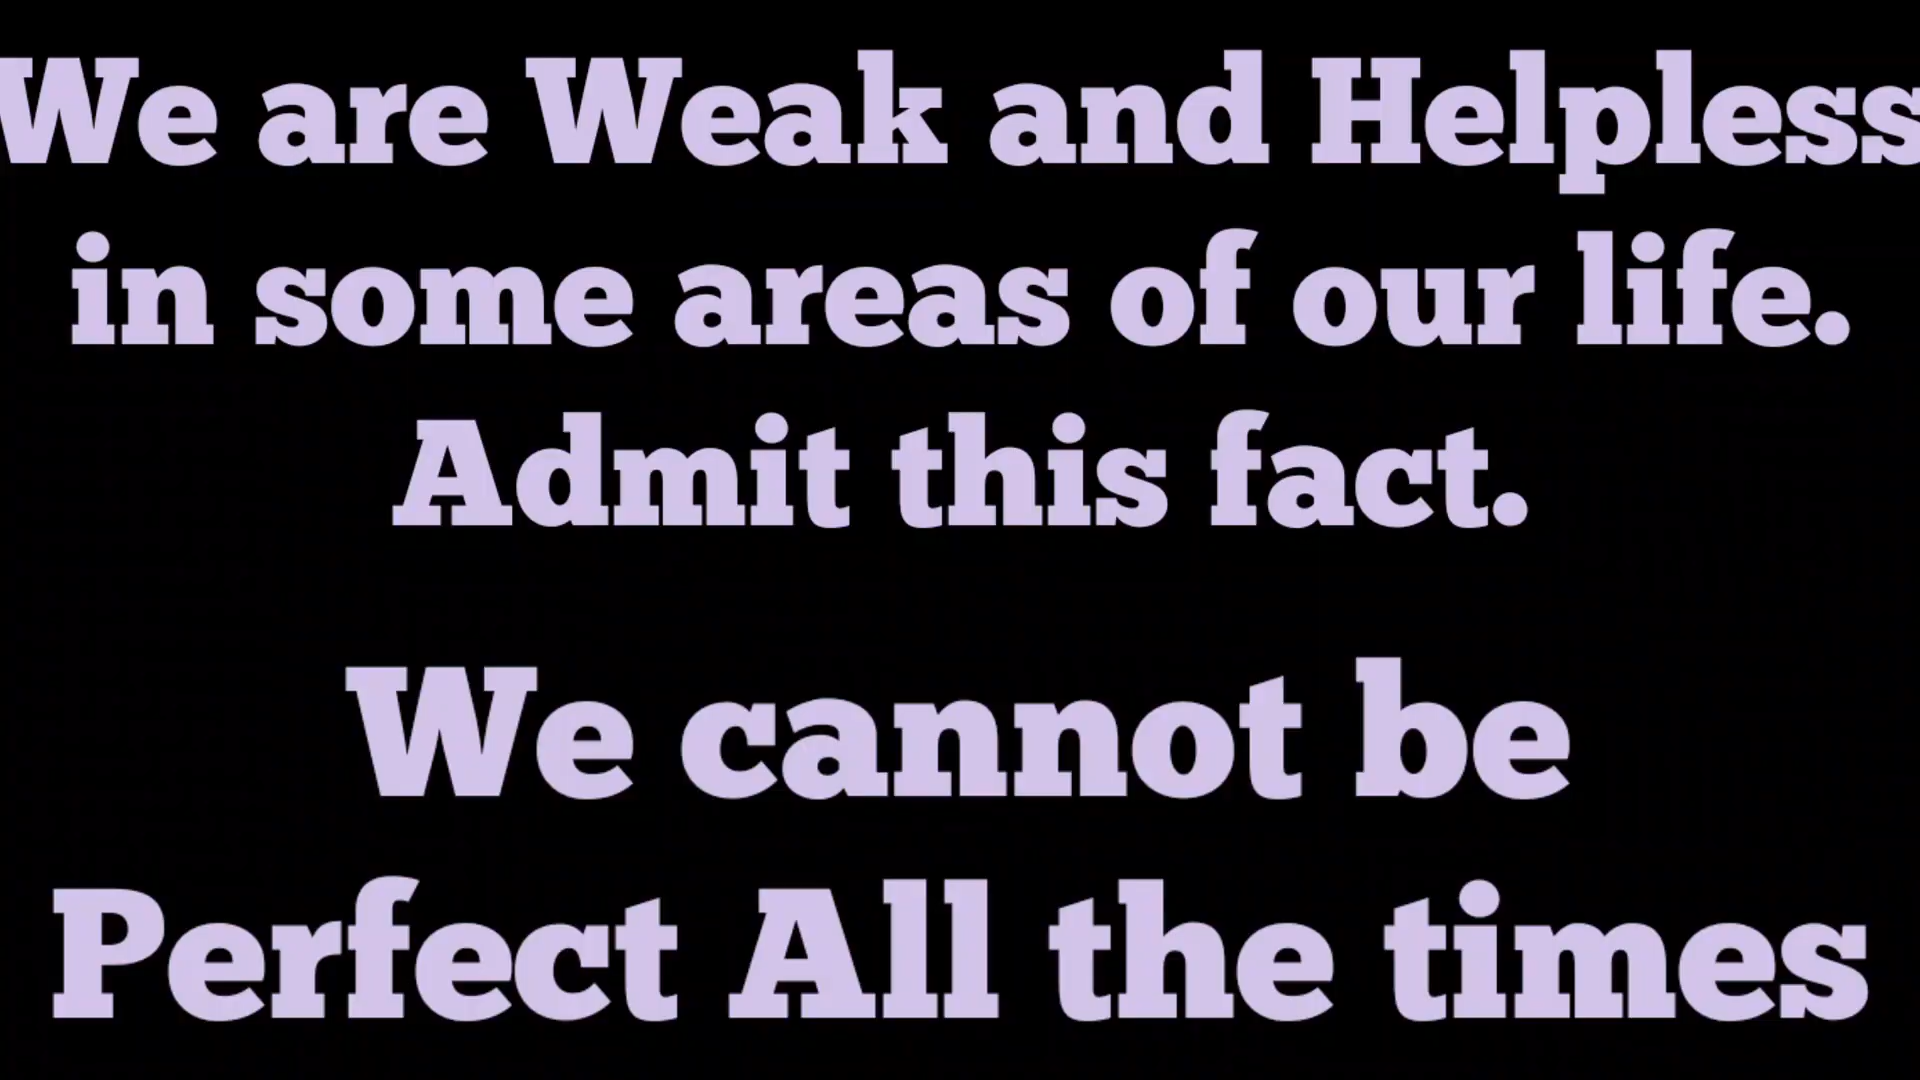 We are Weak and Helpless
in some areas of our life.
Admit this fact.
We cannot be
Perfect All the times